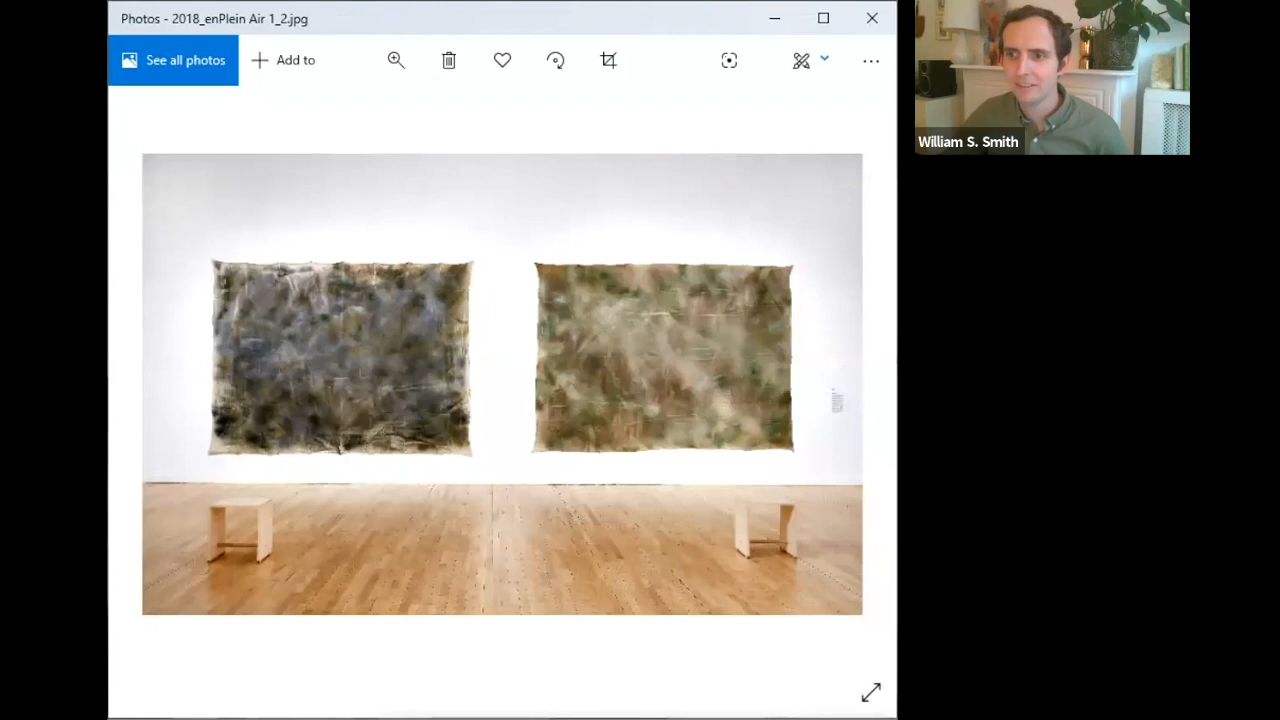 Photos - 2018_enPlein Air 1_2.jpg
See all photos
Add to
William S. Smith